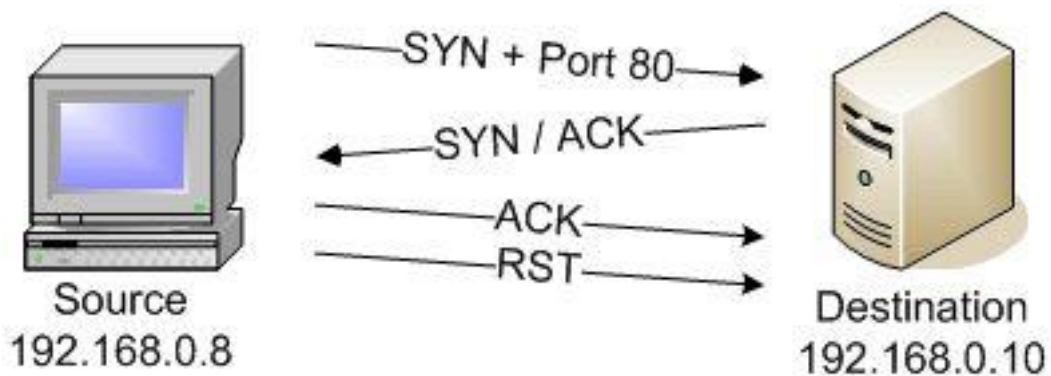 SYN + Port 80
SYN / ACK
ACK
RST
Source
192.168.0.8
Destination
192.168.0.10